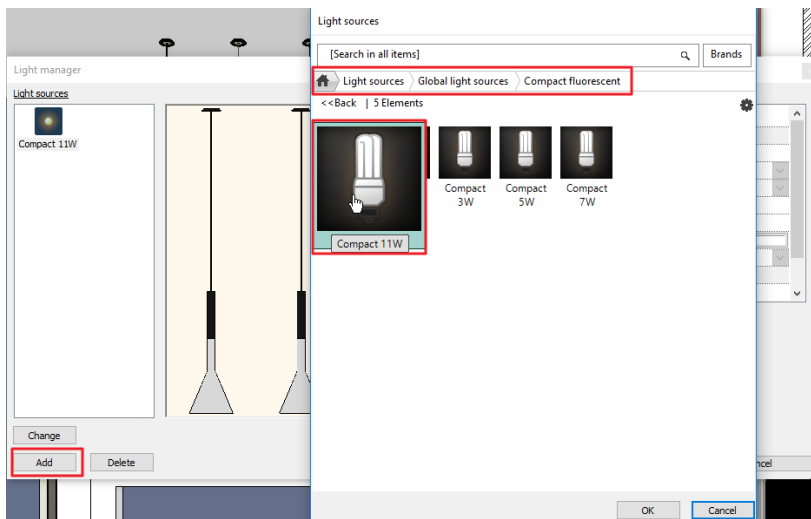 Light sources
[Search in all items]
Brands
Light manager
Light sources
Light sources
Global light sources
Compact fluorescent
<<Back | 5 Elements
Compact 11W
Compact
3W
Compact
5W
Compact
7W
Compact 11W
Change
Add
Delete
OK
Cancel